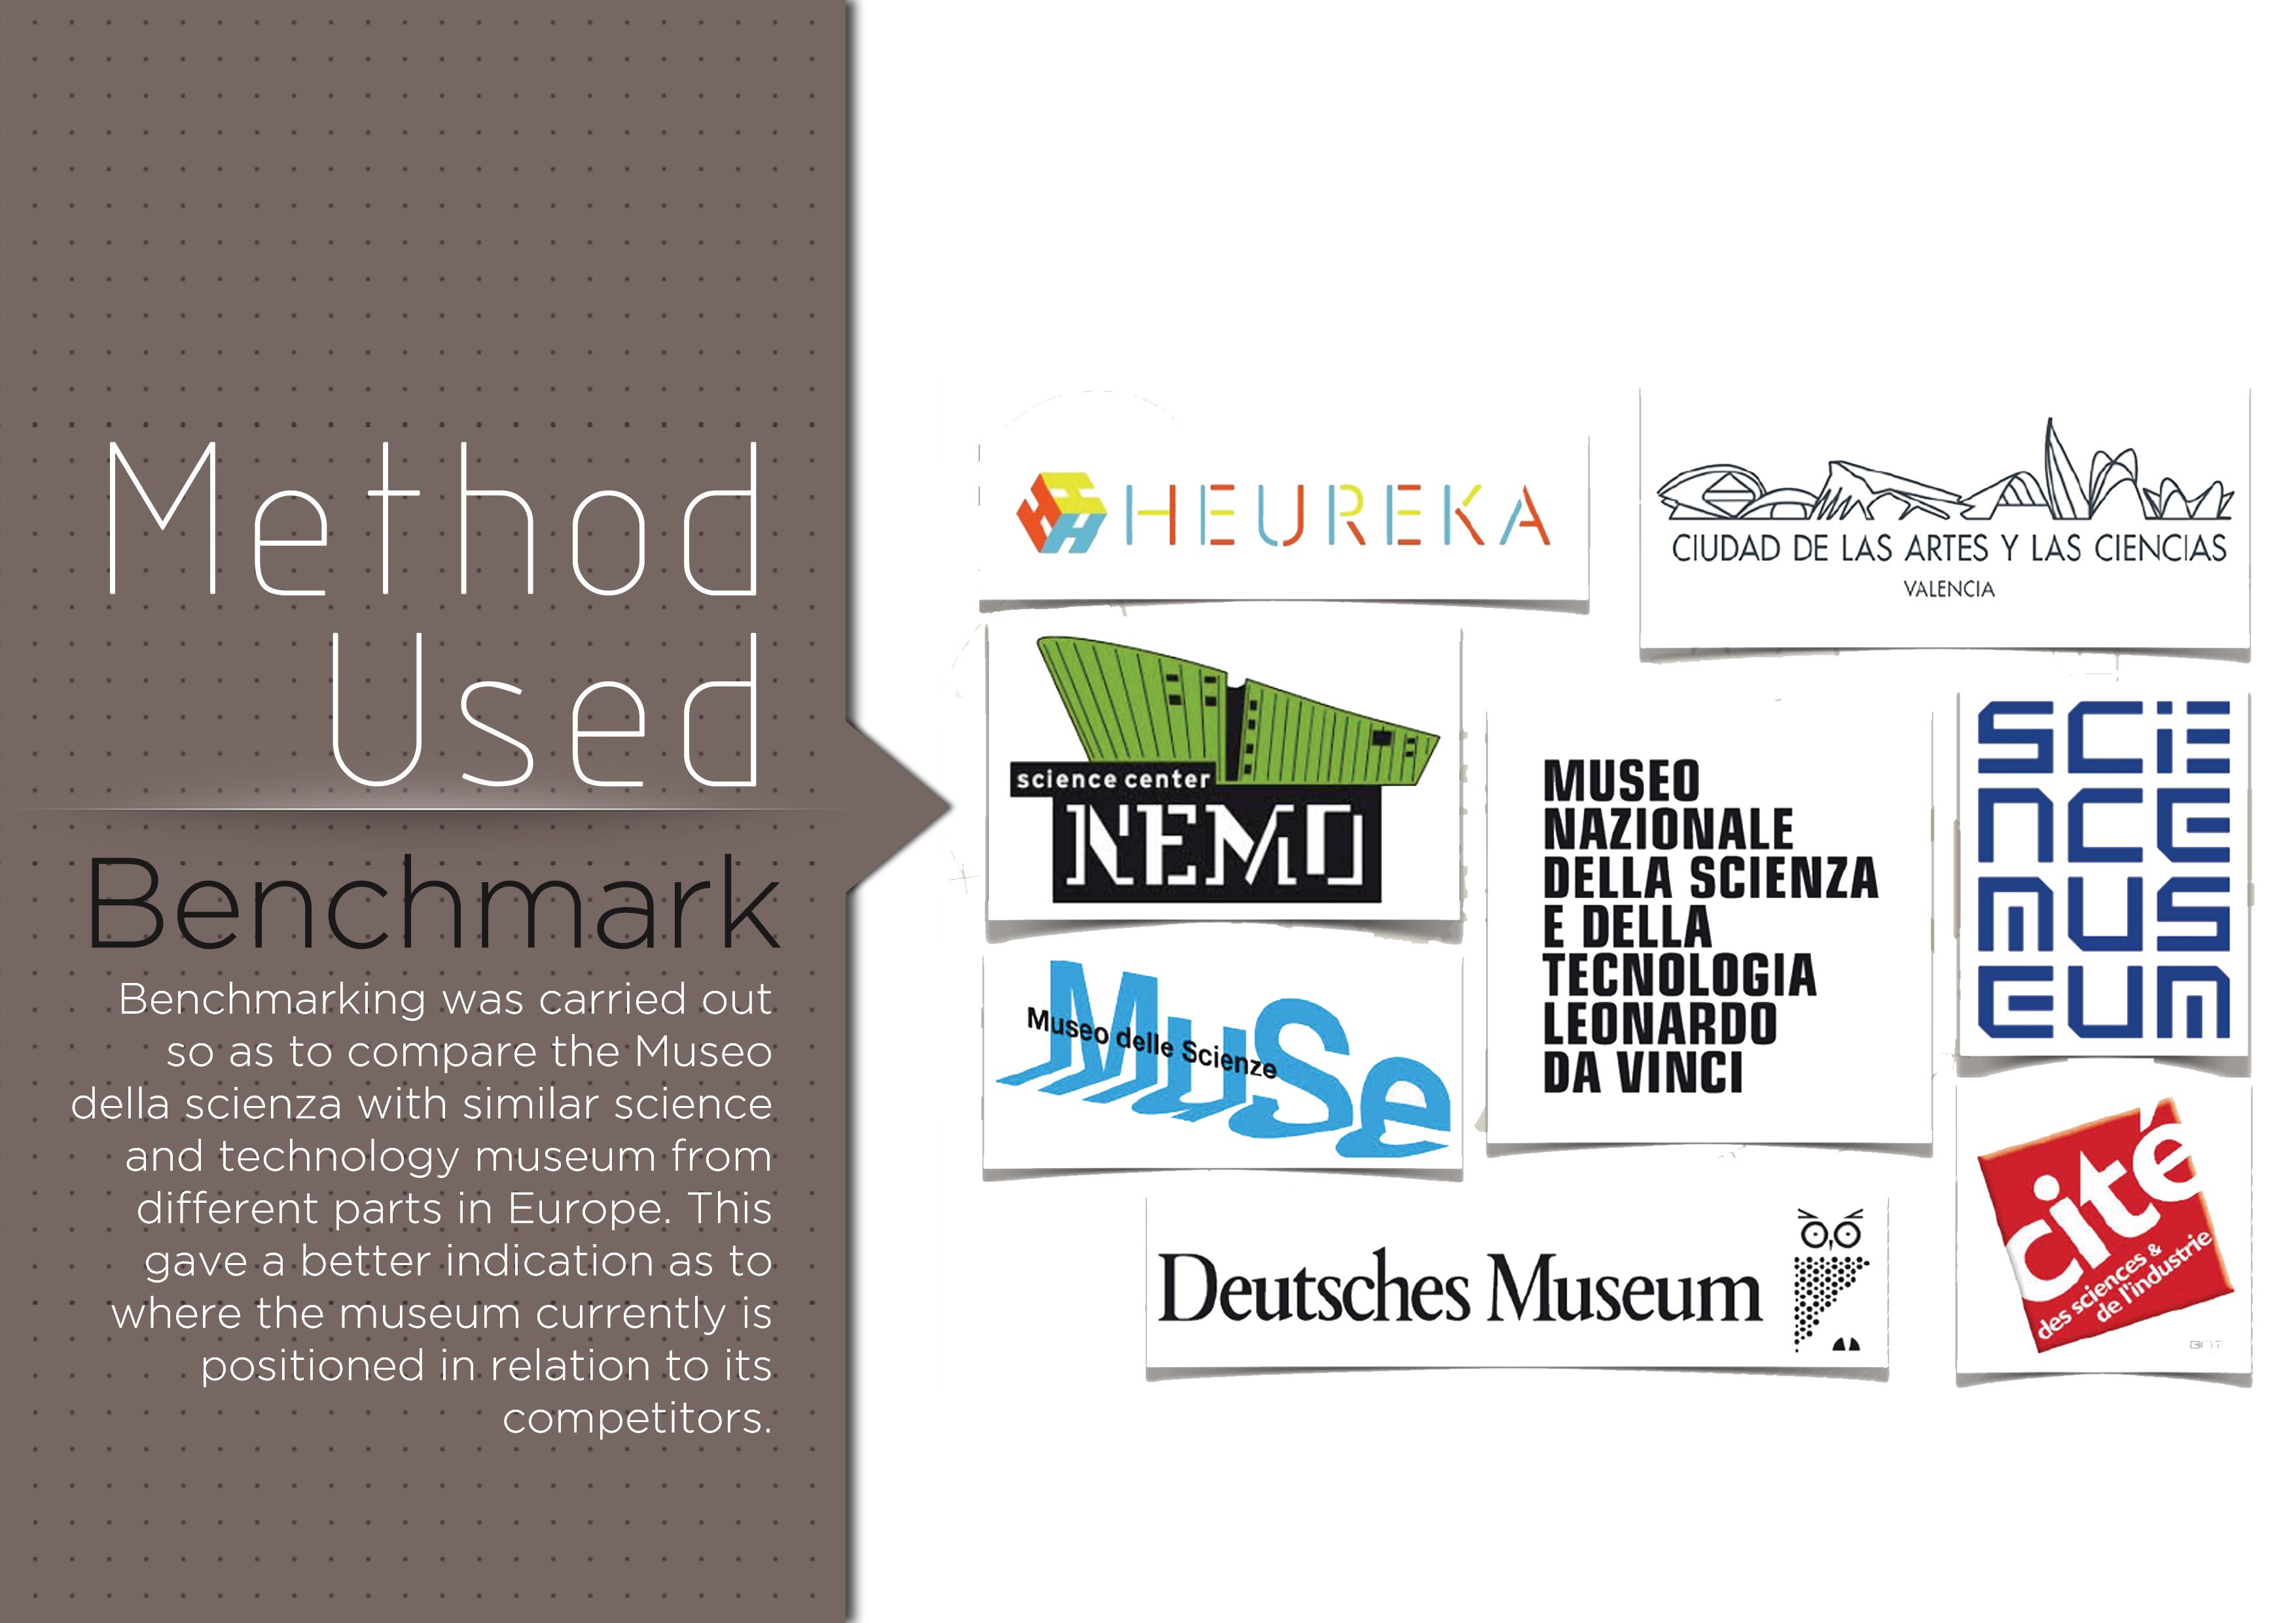 Method
Used
Benchmark
Benchmarking was carried out
so as to compare the Museo
della scienza with similar science
and technology museum from
different parts in Europe. This
gave a better indication as to
where the museum currently is
positioned in relation to its
competitors.
HEUREKA
CIUDAD DE LAS ARTES Y LAS CIENCIAS
VALENCIA
science center
NEMO
MUSEO
NAZIONALE
DELLA SCIENZA
E DELLA
TECNOLOGIA
LEONARDO
DA VINCI
SCiE
NCE
MUS
EUM
MuSe
Museo delle Scienze
Deutsches Museum
cité
des sciences &
de l'industrie